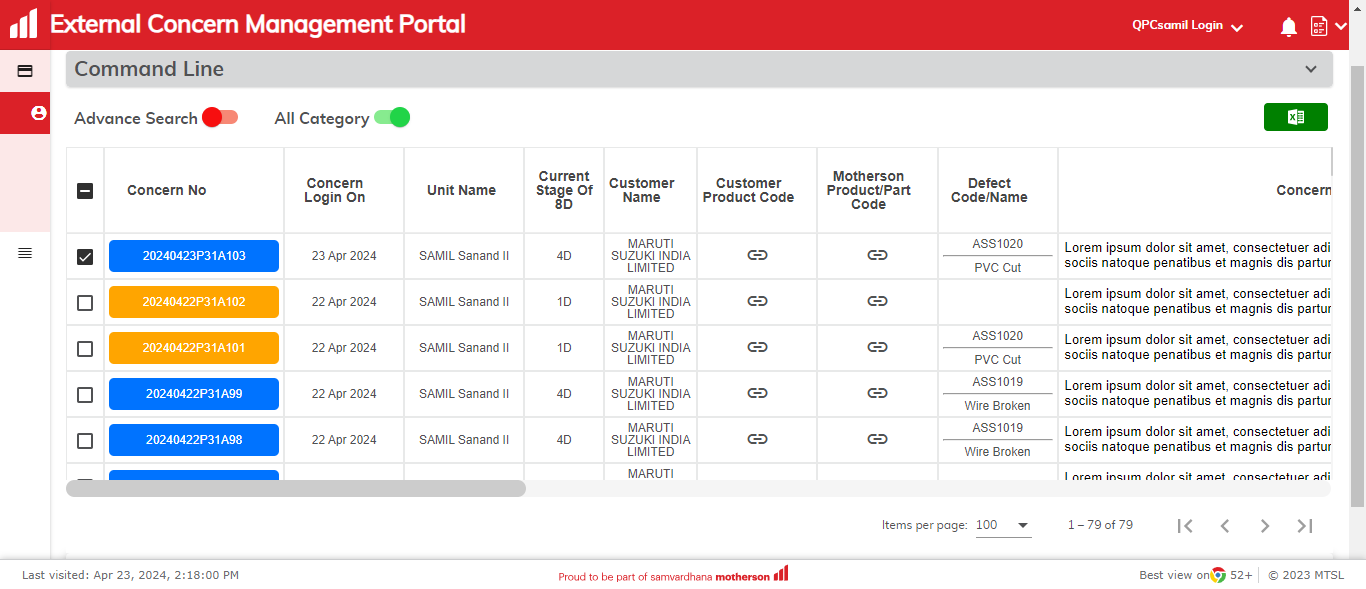 External Concern Management Portal
QPCsamil Login
Command Line
Advance Search
All Category
Concern No
Concern
Login On
Unit Name
Current
Stage Of
8D
Customer
Name
Customer
Product Code
Motherson
Product/Part
Code
Defect
Code/Name
Concern
20240423P31A103
23 Apr 2024
SAMIL Sanand II
4D
MARUTI
SUZUKI INDIA
LIMITED
ASS1020
PVC Cut
Lorem ipsum dolor sit amet, consectetuer adi
sociis natoque penatibus et magnis dis partur
20240422P31A102
22 Apr 2024
SAMIL Sanand II
1D
MARUTI
SUZUKI INDIA
LIMITED
Lorem ipsum dolor sit amet, consectetuer adi
sociis natoque penatibus et magnis dis partur
20240422P31A101
22 Apr 2024
SAMIL Sanand II
1D
MARUTI
SUZUKI INDIA
LIMITED
ASS1020
PVC Cut
Lorem ipsum dolor sit amet, consectetuer adi
sociis natoque penatibus et magnis dis partur
20240422P31A99
22 Apr 2024
SAMIL Sanand II
4D
MARUTI
SUZUKI INDIA
LIMITED
ASS1019
Wire Broken
Lorem ipsum dolor sit amet, consectetuer adi
sociis natoque penatibus et magnis dis partur
20240422P31A98
22 Apr 2024
SAMIL Sanand II
4D
MARUTI
SUZUKI INDIA
LIMITED
ASS1019
Wire Broken
Lorem ipsum dolor sit amet, consectetuer adi
sociis natoque penatibus et magnis dis partur
MARUTI
Lorem ipsum dolor sit amet, consectetuer adi
Items per page: 100
1 – 79 of 79
Last visited: Apr 23, 2024, 2:18:00 PM
Proud to be part of samvardhana motherson
Best view on 52+
© 2023 MTSL